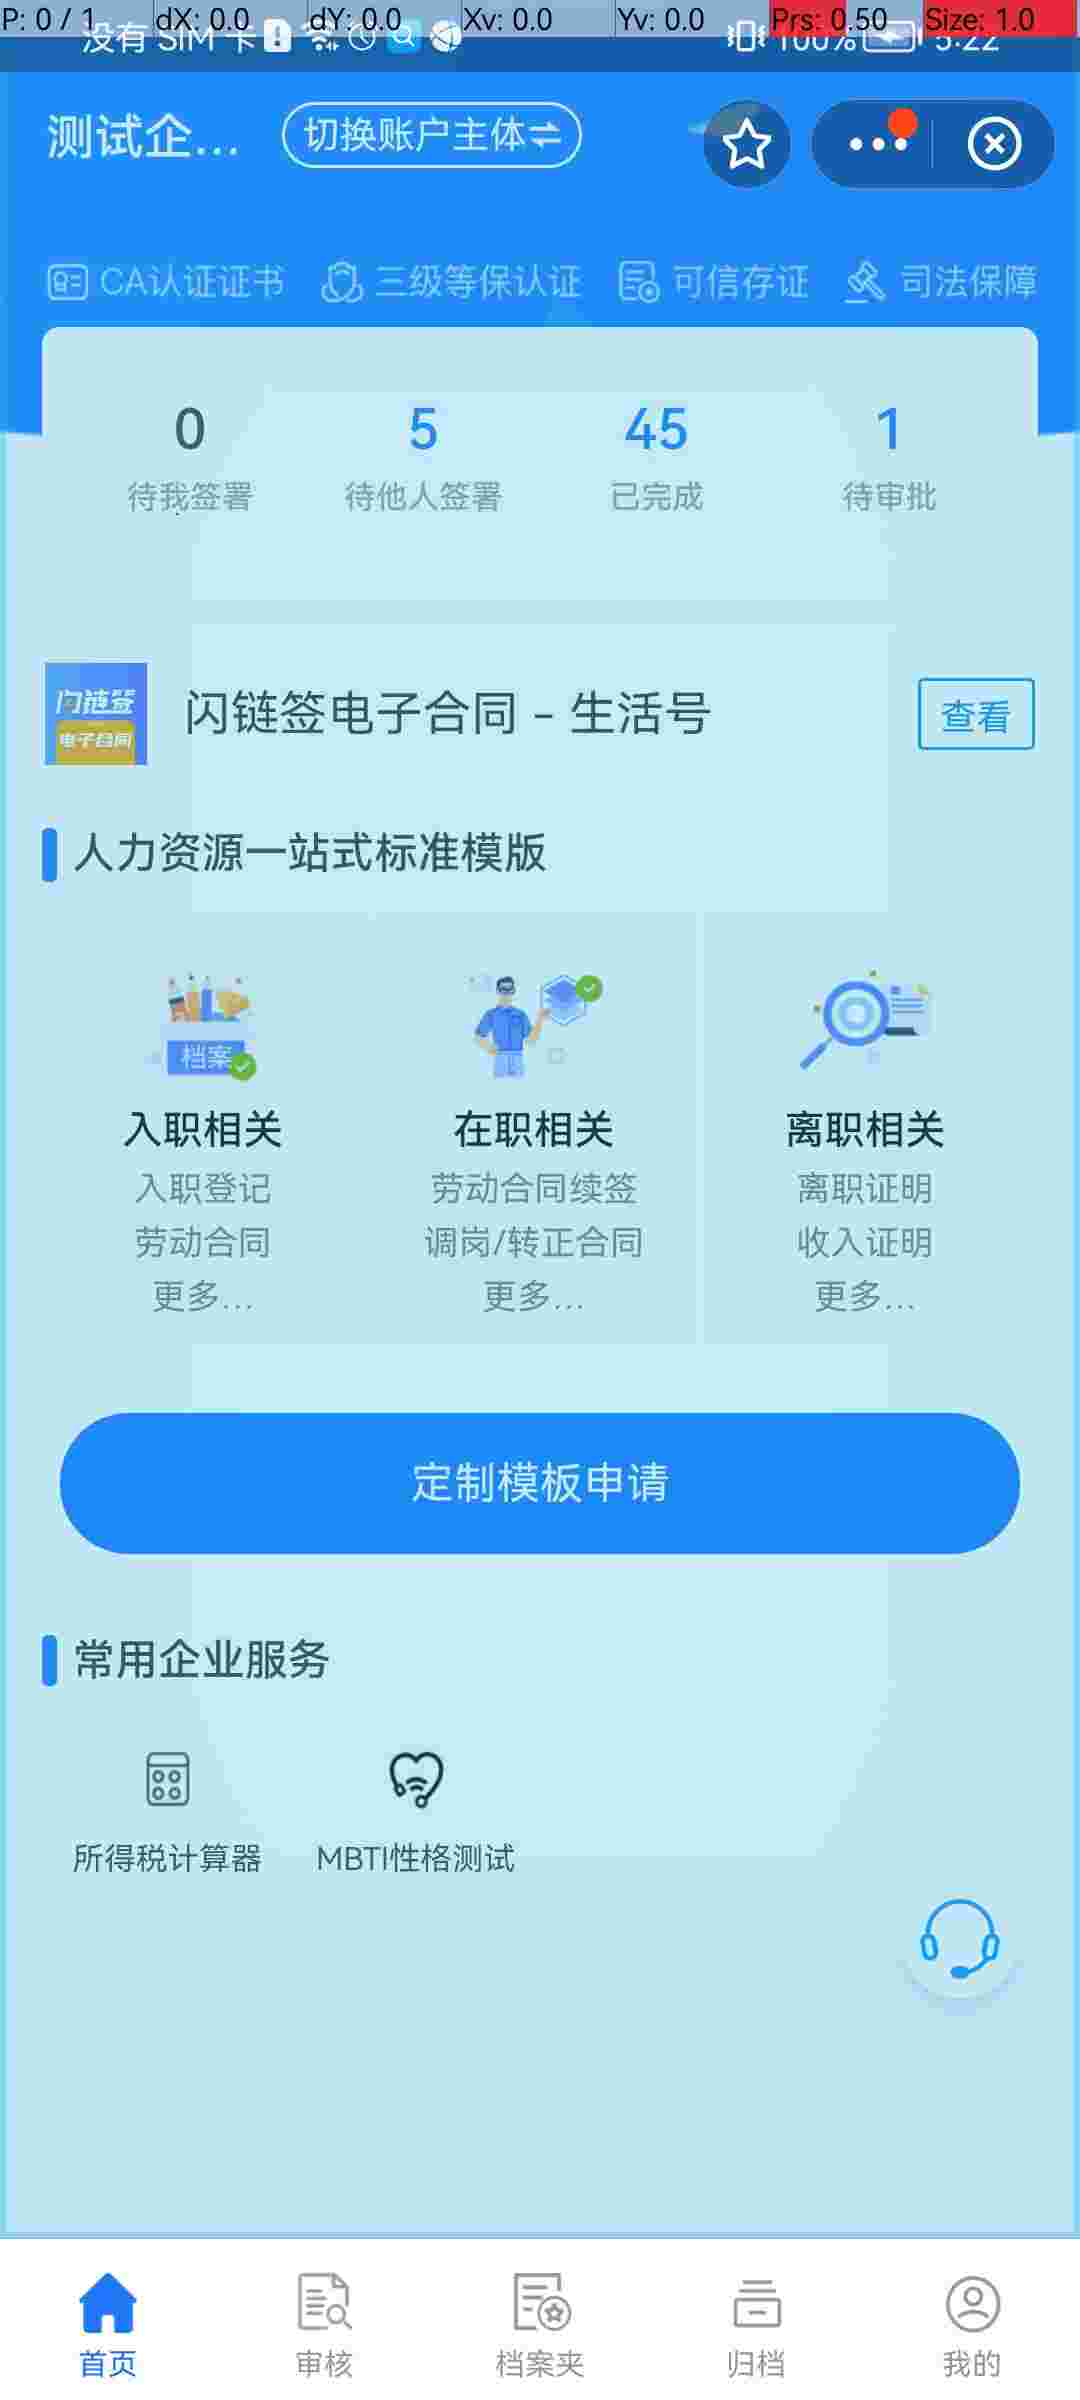 P: 0 / 1 dX: 0.0 dY: 0.0 Xv: 0.0 Yv: 0.0 Prs: 0.50 Size: 1.0
没有 SIM 卡 100% 5:22
测试企... 切换账户主体
CA认证证书 三级等保认证 可信存证 司法保障
0 5 45 1
待我签署 待他人签署 已完成 待审批
闪链签
电子合同
闪链签电子合同 - 生活号 查看
人力资源一站式标准模版
档案
入职相关 在职相关 离职相关
入职登记 劳动合同续签 离职证明
劳动合同 调岗/转正合同 收入证明
更多... 更多... 更多...
定制模板申请
常用企业服务
所得税计算器 MBTI性格测试
首页 审核 档案夹 归档 我的